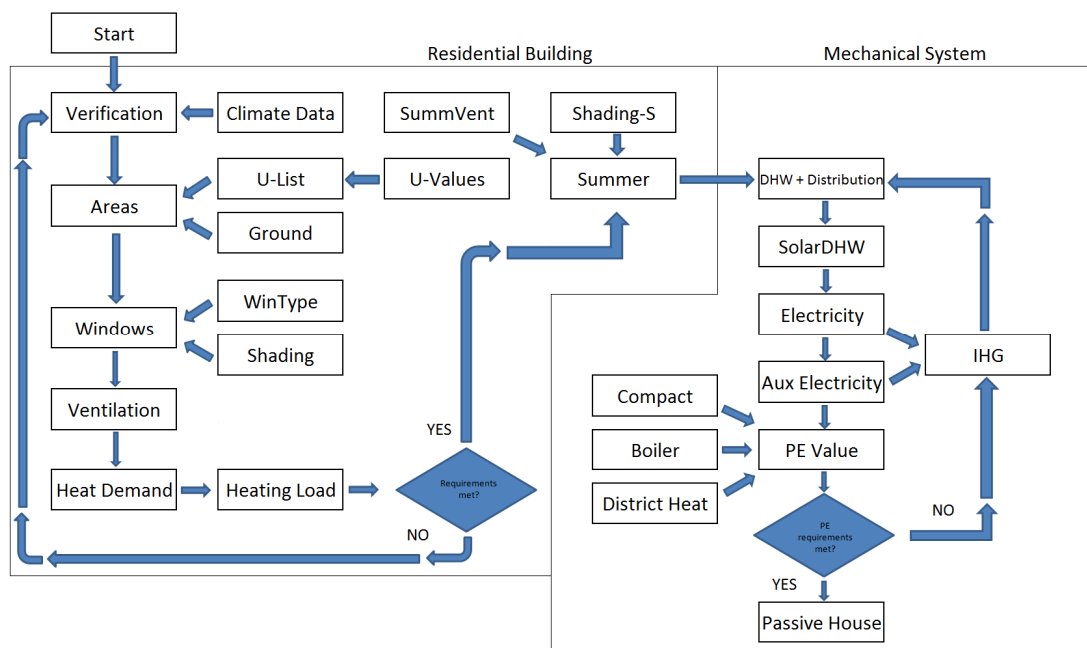 Start
Residential Building
Mechanical System
Verification
Climate Data
SummVent
Shading-S
U-List
U-Values
Summer
DHW + Distribution
Areas
Ground
SolarDHW
WinType
Electricity
Windows
Shading
IHG
Aux Electricity
Compact
Ventilation
YES
Boiler
PE Value
Heat Demand
Heating Load
Requirements
met?
District Heat
NO
NO
PE
requirements
met?
YES
Passive House